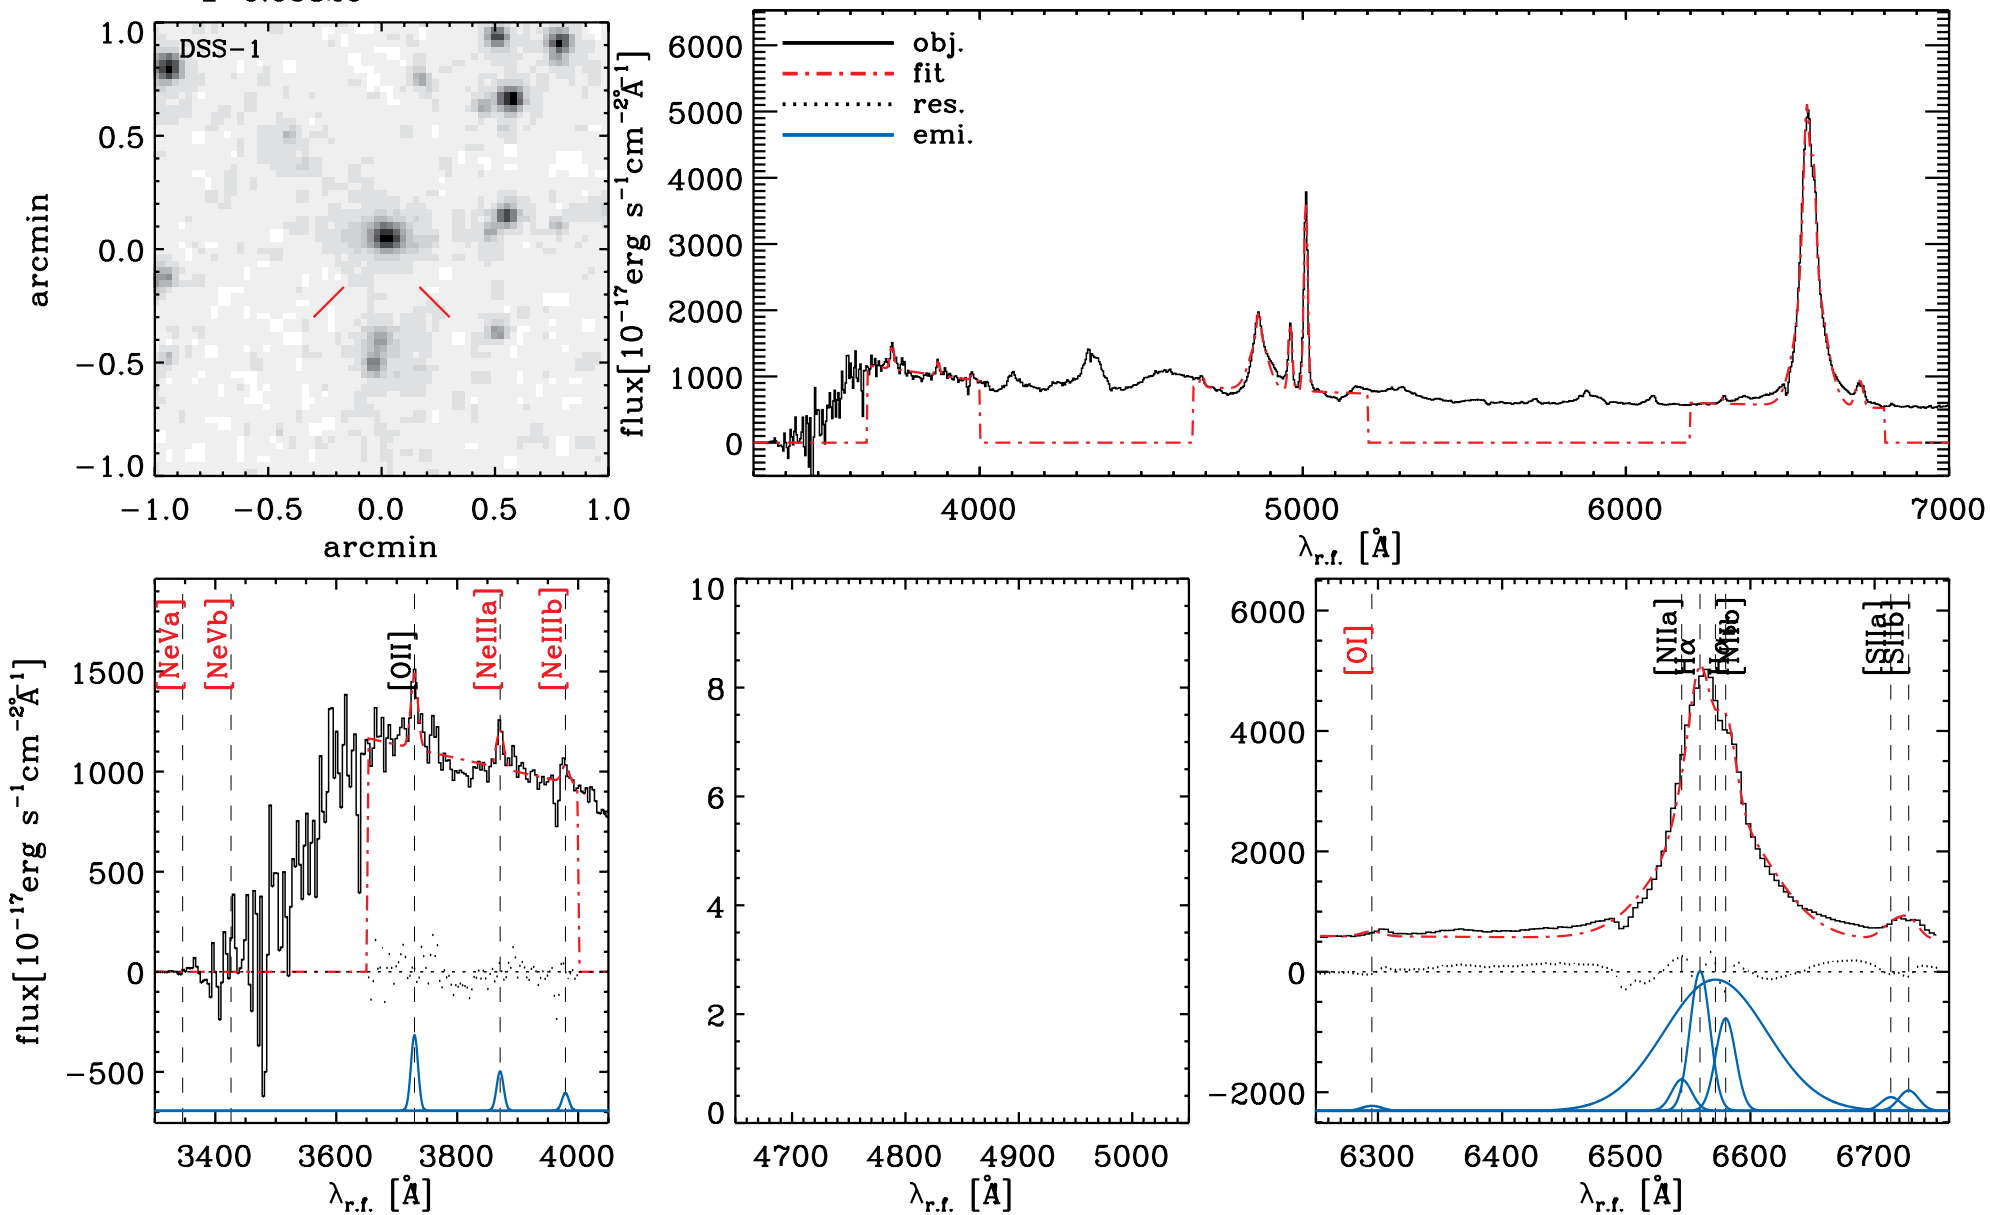 DSS-1
1.0
0.5
0.0
−0.5
−1.0
−1.0 −0.5 0.0 0.5 1.0
arcmin
arcmin
obj.
fit
res.
emi.
6000
5000
4000
3000
2000
1000
0
flux[10⁻¹⁷erg s⁻¹cm⁻²Å⁻¹]
4000 5000 6000 7000
λr.f. [Å]
[NeVa]
[NeVb]
[OII]
[NeIIIa]
[NeIIIb]
1500
1000
500
0
−500
flux[10⁻¹⁷erg s⁻¹cm⁻²Å⁻¹]
3400 3600 3800 4000
λr.f. [Å]
10
8
6
4
2
0
4700 4800 4900 5000
λr.f. [Å]
[OI]
[NIIa]
Hα
[NIIb]
[SIIa]
[SIIb]
6000
4000
2000
0
−2000
6300 6400 6500 6600 6700
λr.f. [Å]